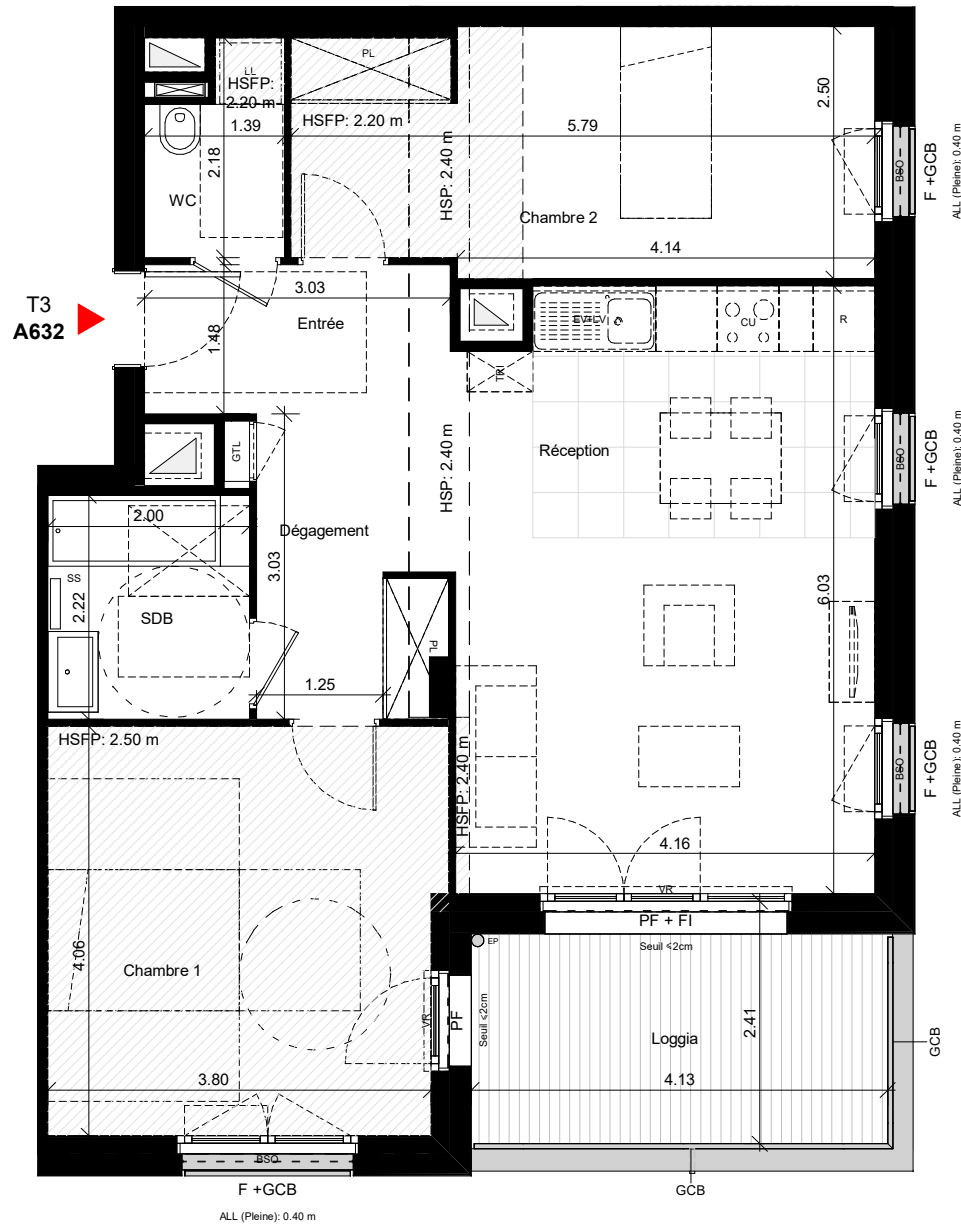 PL
LL
HSFP:
2.20 m
HSFP: 2.20 m
1.39
5.79
2.50
2.18
HSP: 2.40 m
BSO
F +GCB
ALL (Pleine): 0.40 m
WC
Chambre 2
4.14
T3
A632
3.03
Entrée
1.48
EV+LV
CU
R
TRI
Réception
HSP: 2.40 m
GTL
BSO
F +GCB
ALL (Pleine): 0.40 m
2.00
Dégagement
3.03
SS
2.22
SDB
6.03
PL
1.25
HSFP: 2.50 m
HSFP: 2.40 m
BSO
F +GCB
ALL (Pleine): 0.40 m
4.16
VR
PF + FI
EP
Seuil ≤2cm
4.06
Chambre 1
VR
PF
Seuil ≤2cm
2.41
Loggia
GCB
3.80
4.13
BSO
F +GCB
GCB
ALL (Pleine): 0.40 m